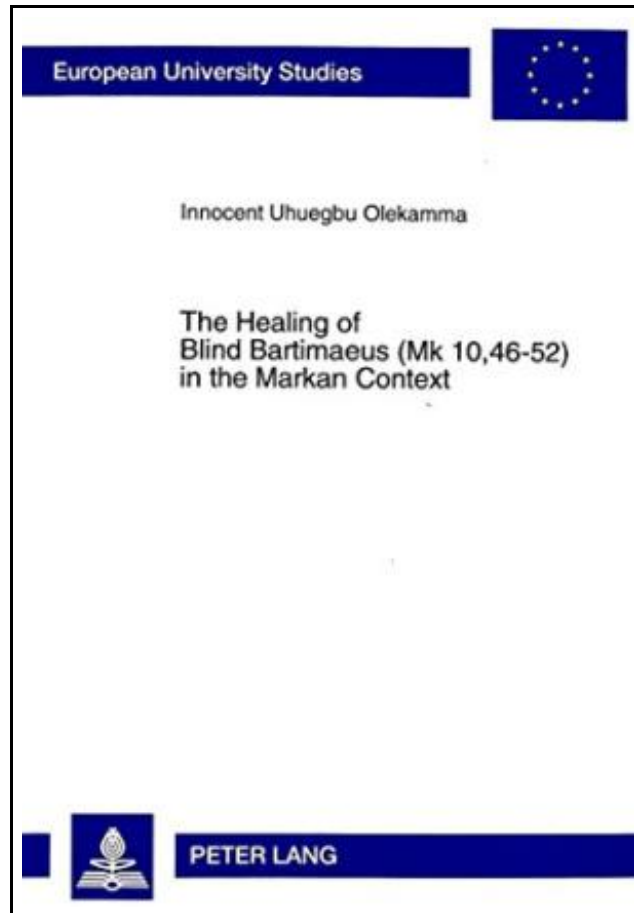 European University Studies
Innocent Uhuegbu Olekamma
The Healing of
Blind Bartimaeus (Mk 10,46-52)
in the Markan Context
PETER LANG